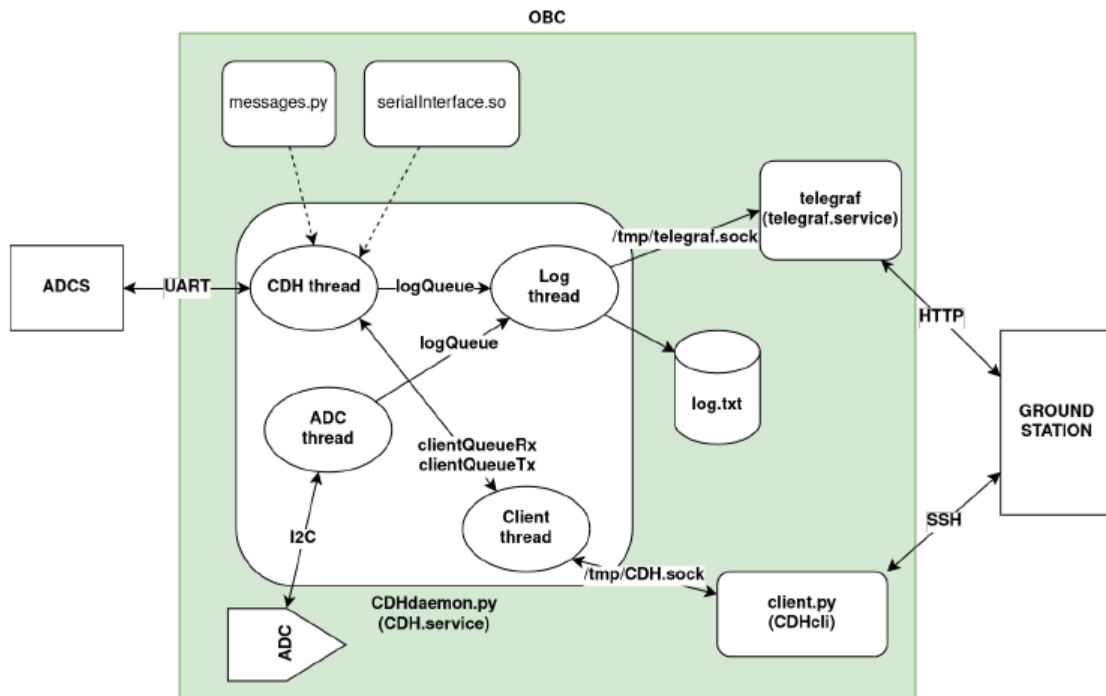 OBC
messages.py
serialInterface.so
telegraf
(telegraf.service)
/tmp/telegraf.sock
ADCS
UART
CDH thread
logQueue
Log
thread
HTTP
logQueue
log.txt
ADC
thread
GROUND
STATION
clientQueueRx
clientQueueTx
Client
thread
SSH
I2C
/tmp/CDH.sock
CDHdaemon.py
(CDH.service)
client.py
(CDHcli)
ADC